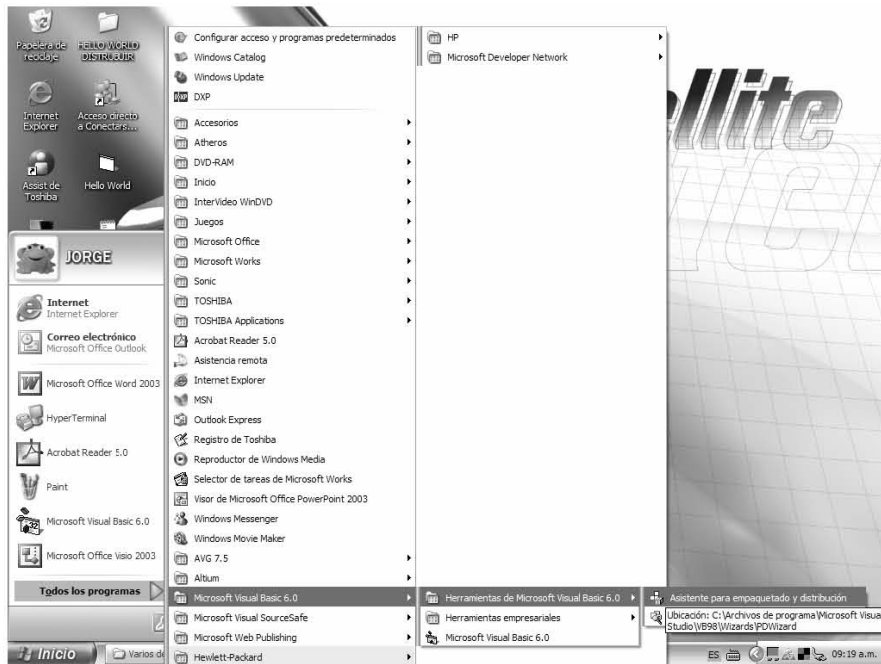 Papelera de
reciclaje
HELLO WORLD
DISTRUBUIR
Internet
Explorer
Acceso directo
a Conectars...
Assist de
Toshiba
Hello World
JORGE
Internet
Internet Explorer
Correo electrónico
Microsoft Office Outlook
Microsoft Office Word 2003
HyperTerminal
Acrobat Reader 5.0
Paint
Microsoft Visual Basic 6.0
Microsoft Office Visio 2003
Todos los programas
Inicio
Varios de
Configurar acceso y programas predeterminados
Windows Catalog
Windows Update
DXP
Accesorios
Atheros
DVD-RAM
Inicio
InterVideo WinDVD
Juegos
Microsoft Office
Microsoft Works
Sonic
TOSHIBA
TOSHIBA Applications
Acrobat Reader 5.0
Asistencia remota
Internet Explorer
MSN
Outlook Express
Registro de Toshiba
Reproductor de Windows Media
Selector de tareas de Microsoft Works
Visor de Microsoft Office PowerPoint 2003
Windows Messenger
Windows Movie Maker
AVG 7.5
Altium
Microsoft Visual Basic 6.0
Microsoft Visual SourceSafe
Microsoft Web Publishing
Hewlett-Packard
HP
Microsoft Developer Network
Herramientas de Microsoft Visual Basic 6.0
Herramientas empresariales
Microsoft Visual Basic 6.0
Asistente para empaquetado y distribución
Ubicación: C:\Archivos de programa\Microsoft Visua
Studio\VB98\Wizards\PDWizard
ellite
ES
09:19 a.m.